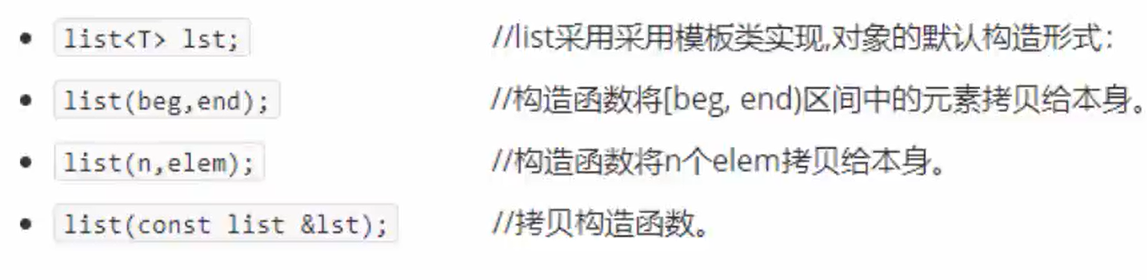 list<T> lst; //list采用采用模板类实现,对象的默认构造形式：
list(beg,end); //构造函数将[beg, end)区间中的元素拷贝给本身。
list(n,elem); //构造函数将n个elem拷贝给本身。
list(const list &lst); //拷贝构造函数。